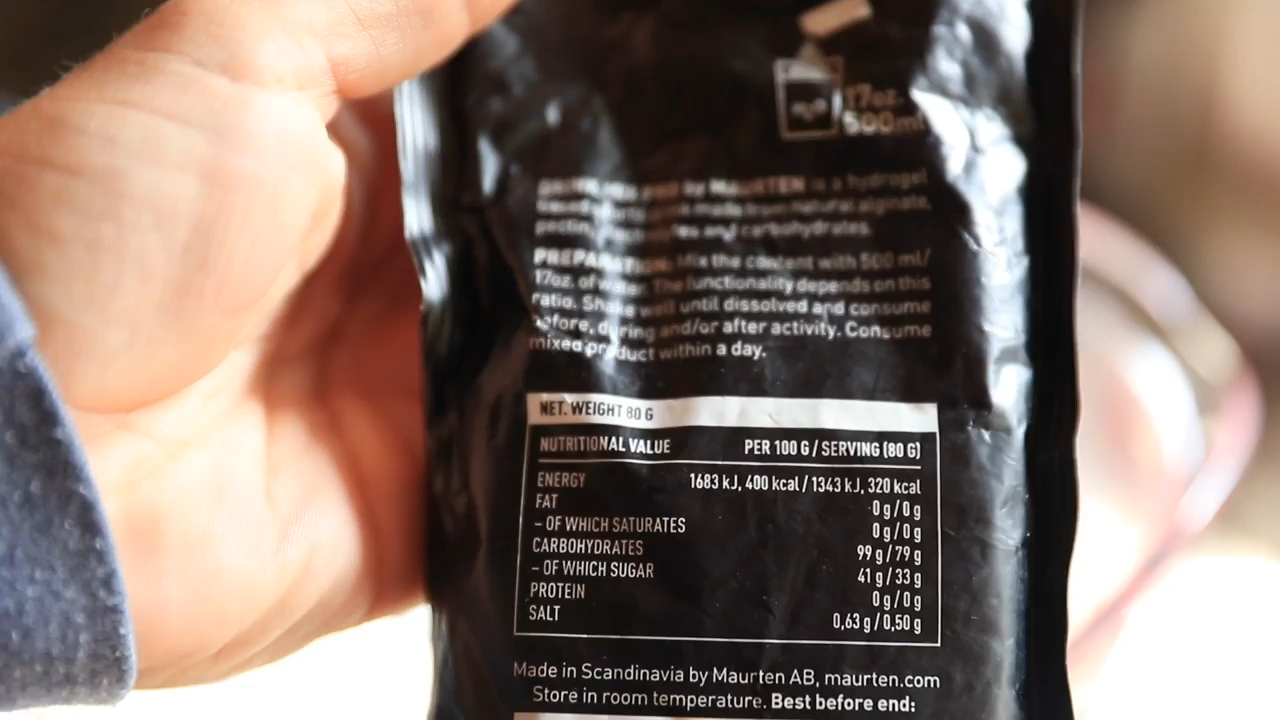 17oz.
500ml
DRINK MIX by MAURTEN is a hydrogel
based sports drink made from natural alginate,
pectin, and carbohydrates.
PREPARATION. Mix the content with 500 ml/
17oz. of water. The functionality depends on this
ratio. Shake well until dissolved and consume
before, during and/or after activity. Consume
mixed product within a day.
NET. WEIGHT 80 G
NUTRITIONAL VALUE PER 100 G / SERVING (80 G)
ENERGY 1683 kJ, 400 kcal / 1343 kJ, 320 kcal
FAT 0 g / 0 g
– OF WHICH SATURATES 0 g / 0 g
CARBOHYDRATES 99 g / 79 g
– OF WHICH SUGAR 41 g / 33 g
PROTEIN 0 g / 0 g
SALT 0,63 g / 0,50 g
Made in Scandinavia by Maurten AB, maurten.com
Store in room temperature. Best before end: